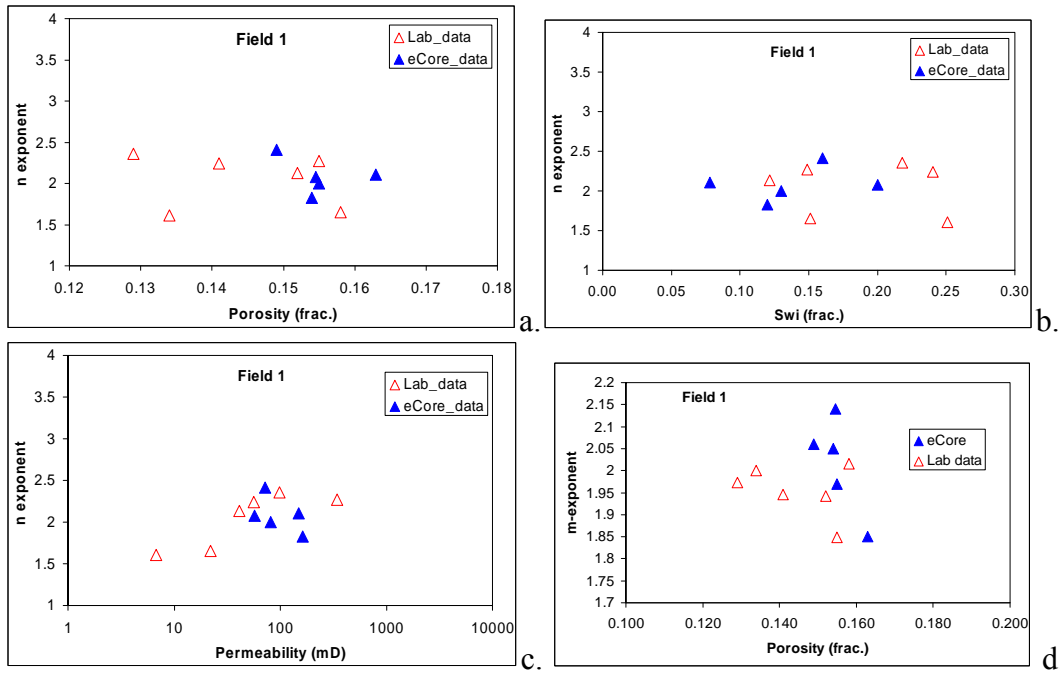 Field 1
Lab_data
eCore_data
n exponent
4
3.5
3
2.5
2
1.5
1
0.12 0.13 0.14 0.15 0.16 0.17 0.18
Porosity (frac.)
a.
Field 1
Lab_data
eCore_data
n exponent
4
3.5
3
2.5
2
1.5
1
0.00 0.05 0.10 0.15 0.20 0.25 0.30
Swi (frac.)
b.
Field 1
Lab_data
eCore_data
n exponent
4
3.5
3
2.5
2
1.5
1
1 10 100 1000 10000
Permeability (mD)
c.
Field 1
eCore
Lab data
m-exponent
2.2
2.15
2.1
2.05
2
1.95
1.9
1.85
1.8
1.75
1.7
0.100 0.120 0.140 0.160 0.180 0.200
Porosity (frac.)
d